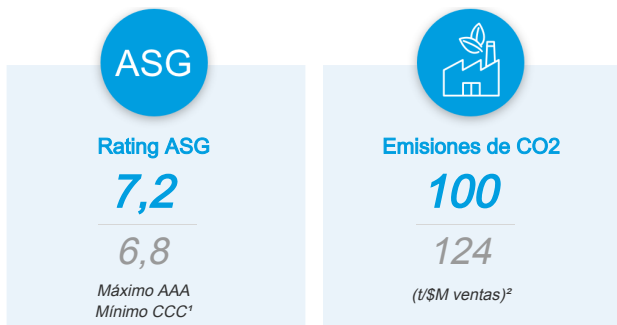 ASG
Rating ASG
7,2
6,8
Máximo AAA
Mínimo CCC¹
Emisiones de CO2
100
124
(t/$M ventas)²